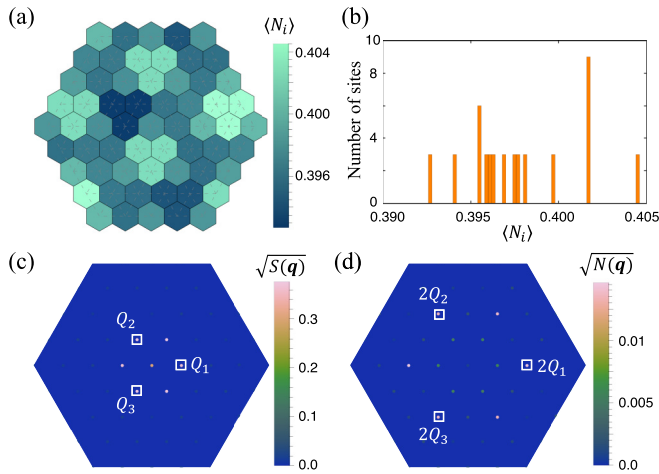 (a)
⟨N_i⟩
0.404
0.400
0.396
(b)
Number of sites
10
8
4
0
0.390
0.395
0.400
0.405
⟨N_i⟩
(c)
√S(q)
0.3
0.2
0.1
0.0
Q_2
Q_1
Q_3
(d)
√N(q)
0.01
0.005
0.00
2Q_2
2Q_1
2Q_3